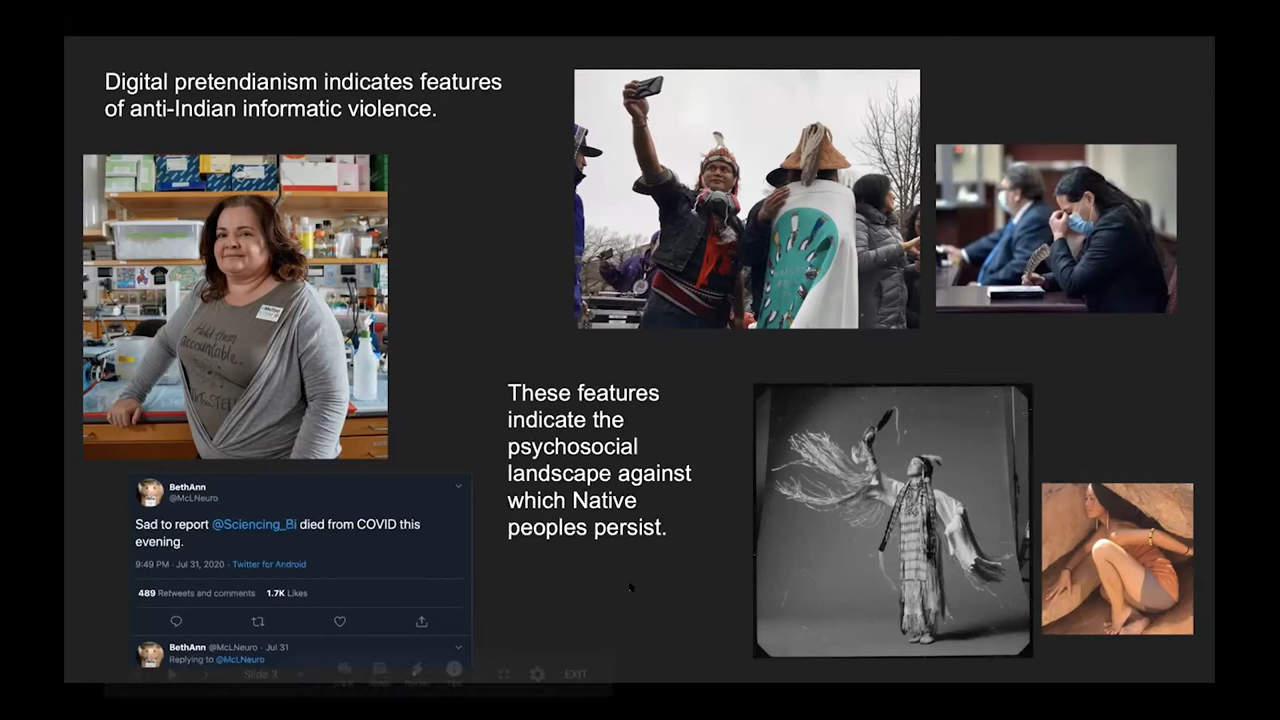 Digital pretendianism indicates features
of anti-Indian informatic violence.
Hold them
accountable.
BethAnn
@McLNeuro
Sad to report @Sciencing_Bi died from COVID this
evening.
9:49 PM · Jul 31, 2020 · Twitter for Android
489 Retweets and comments 1.7K Likes
BethAnn @McLNeuro · Jul 31
Replying to @McLNeuro
These features
indicate the
psychosocial
landscape against
which Native
peoples persist.
Slide 3
EXIT